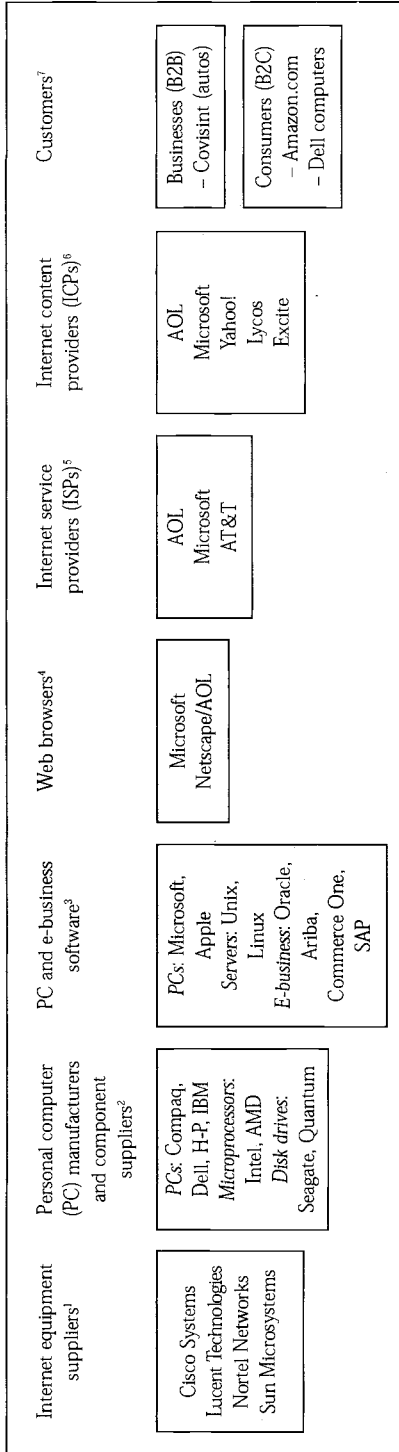 Internet equipment
suppliers¹
Cisco Systems
Lucent Technologies
Nortel Networks
Sun Microsystems
Personal computer
(PC) manufacturers
and component
suppliers²
PCs: Compaq,
Dell, H-P, IBM
Microprocessors:
Intel, AMD
Disk drives:
Seagate, Quantum
PC and e-business
software³
PCs: Microsoft,
Apple
Servers: Unix,
Linux
E-business: Oracle,
Ariba,
Commerce One,
SAP
Web browsers⁴
Microsoft
Netscape/AOL
Internet service
providers (ISPs)⁵
AOL
Microsoft
AT&T
Internet content
providers (ICPs)⁶
AOL
Microsoft
Yahoo!
Lycos
Excite
Customers⁷
Businesses (B2B)
– Covisint (autos)
Consumers (B2C)
– Amazon.com
– Dell computers